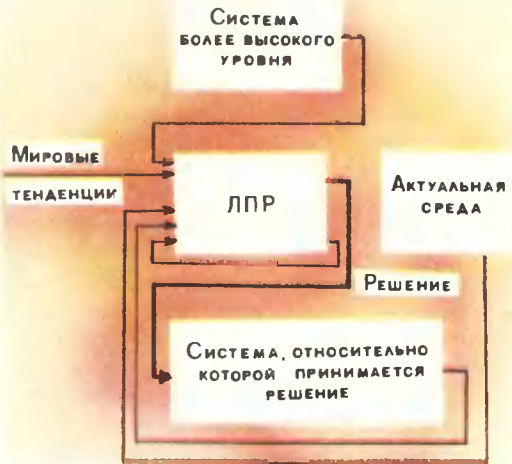 Система
более высокого
уровня
Мировые
тенденции
ЛПР
Актуальная
среда
Решение
Система, относительно
которой принимается
решение